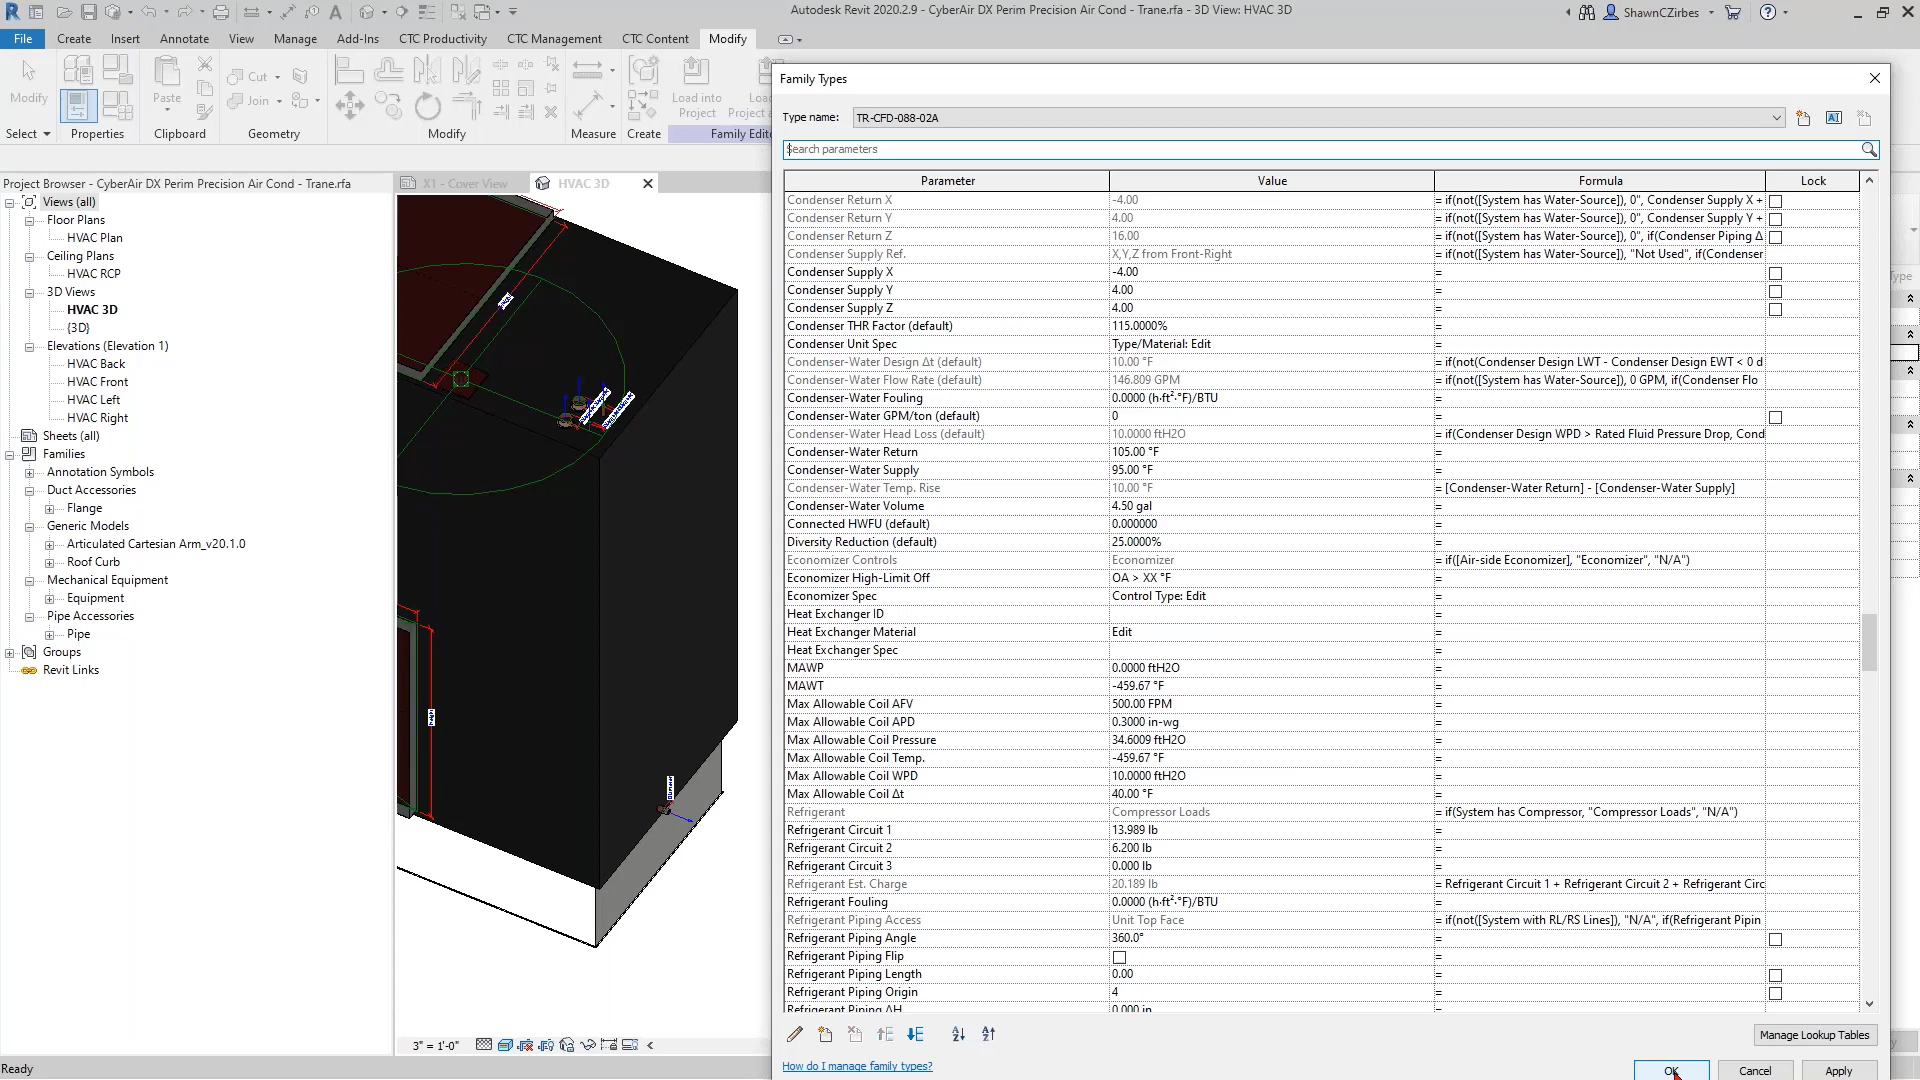 Autodesk Revit 2020.2.9 - CyberAir DX Perim Precision Air Cond - Trane.rfa - 3D View: HVAC 3D
ShawnCZirbes
File Create Insert Annotate View Manage Add-Ins CTC Productivity CTC Management CTC Content Modify
Modify
Paste
Cut
Join
Load into
Project
Select Properties Geometry Modify Measure Create Family Edit
Project Browser - CyberAir DX Perim Precision Air Cond - Trane.rfa
X1 - Cover View
HVAC 3D
Views (all)
Floor Plans
HVAC Plan
Ceiling Plans
HVAC RCP
3D Views
HVAC 3D
{3D}
Elevations (Elevation 1)
HVAC Back
HVAC Front
HVAC Left
HVAC Right
Sheets (all)
Families
Annotation Symbols
Duct Accessories
Flange
Generic Models
Articulated Cartesian Arm_v20.1.0
Roof Curb
Mechanical Equipment
Equipment
Pipe Accessories
Pipe
Groups
Revit Links
3" = 1'-0"
Ready
Family Types
Type name: TR-CFD-088-02A
Search parameters
Parameter Value Formula Lock
Condenser Return X -4.00 = if(not([System has Water-Source]), 0", Condenser Supply X +
Condenser Return Y 4.00 = if(not([System has Water-Source]), 0", Condenser Supply Y +
Condenser Return Z 16.00 = if(not([System has Water-Source]), 0", if(Condenser Piping Δ
Condenser Supply Ref. X,Y,Z from Front-Right = if(not([System has Water-Source]), "Not Used", if(Condenser
Condenser Supply X -4.00 =
Condenser Supply Y 4.00 =
Condenser Supply Z 4.00 =
Condenser THR Factor (default) 115.0000% =
Condenser Unit Spec Type/Material: Edit =
Condenser-Water Design Δt (default) 10.00 °F = if(not(Condenser Design LWT - Condenser Design EWT < 0 d
Condenser-Water Flow Rate (default) 146.809 GPM = if(not([System has Water-Source]), 0 GPM, if(Condenser Flo
Condenser-Water Fouling 0.0000 (h·ft²·°F)/BTU =
Condenser-Water GPM/ton (default) 0 =
Condenser-Water Head Loss (default) 10.0000 ftH2O = if(Condenser Design WPD > Rated Fluid Pressure Drop, Cond
Condenser-Water Return 105.00 °F =
Condenser-Water Supply 95.00 °F =
Condenser-Water Temp. Rise 10.00 °F = [Condenser-Water Return] - [Condenser-Water Supply]
Condenser-Water Volume 4.50 gal =
Connected HWFU (default) 0.000000 =
Diversity Reduction (default) 25.0000% =
Economizer Controls Economizer = if([Air-side Economizer], "Economizer", "N/A")
Economizer High-Limit Off OA > XX °F =
Economizer Spec Control Type: Edit =
Heat Exchanger ID =
Heat Exchanger Material Edit =
Heat Exchanger Spec =
MAWP 0.0000 ftH2O =
MAWT -459.67 °F =
Max Allowable Coil AFV 500.00 FPM =
Max Allowable Coil APD 0.3000 in-wg =
Max Allowable Coil Pressure 34.6009 ftH2O =
Max Allowable Coil Temp. -459.67 °F =
Max Allowable Coil WPD 10.0000 ftH2O =
Max Allowable Coil Δt 40.00 °F =
Refrigerant Compressor Loads = if(System has Compressor, "Compressor Loads", "N/A")
Refrigerant Circuit 1 13.989 lb =
Refrigerant Circuit 2 6.200 lb =
Refrigerant Circuit 3 0.000 lb =
Refrigerant Est. Charge 20.189 lb = Refrigerant Circuit 1 + Refrigerant Circuit 2 + Refrigerant Circ
Refrigerant Fouling 0.0000 (h·ft²·°F)/BTU =
Refrigerant Piping Access Unit Top Face = if(not([System with RL/RS Lines]), "N/A", if(Refrigerant Pipin
Refrigerant Piping Angle 360.0° =
Refrigerant Piping Flip =
Refrigerant Piping Length 0.00 =
Refrigerant Piping Origin 4 =
Refrigerant Piping ΔH 0.000 in
Manage Lookup Tables
How do I manage family types?
OK Cancel Apply